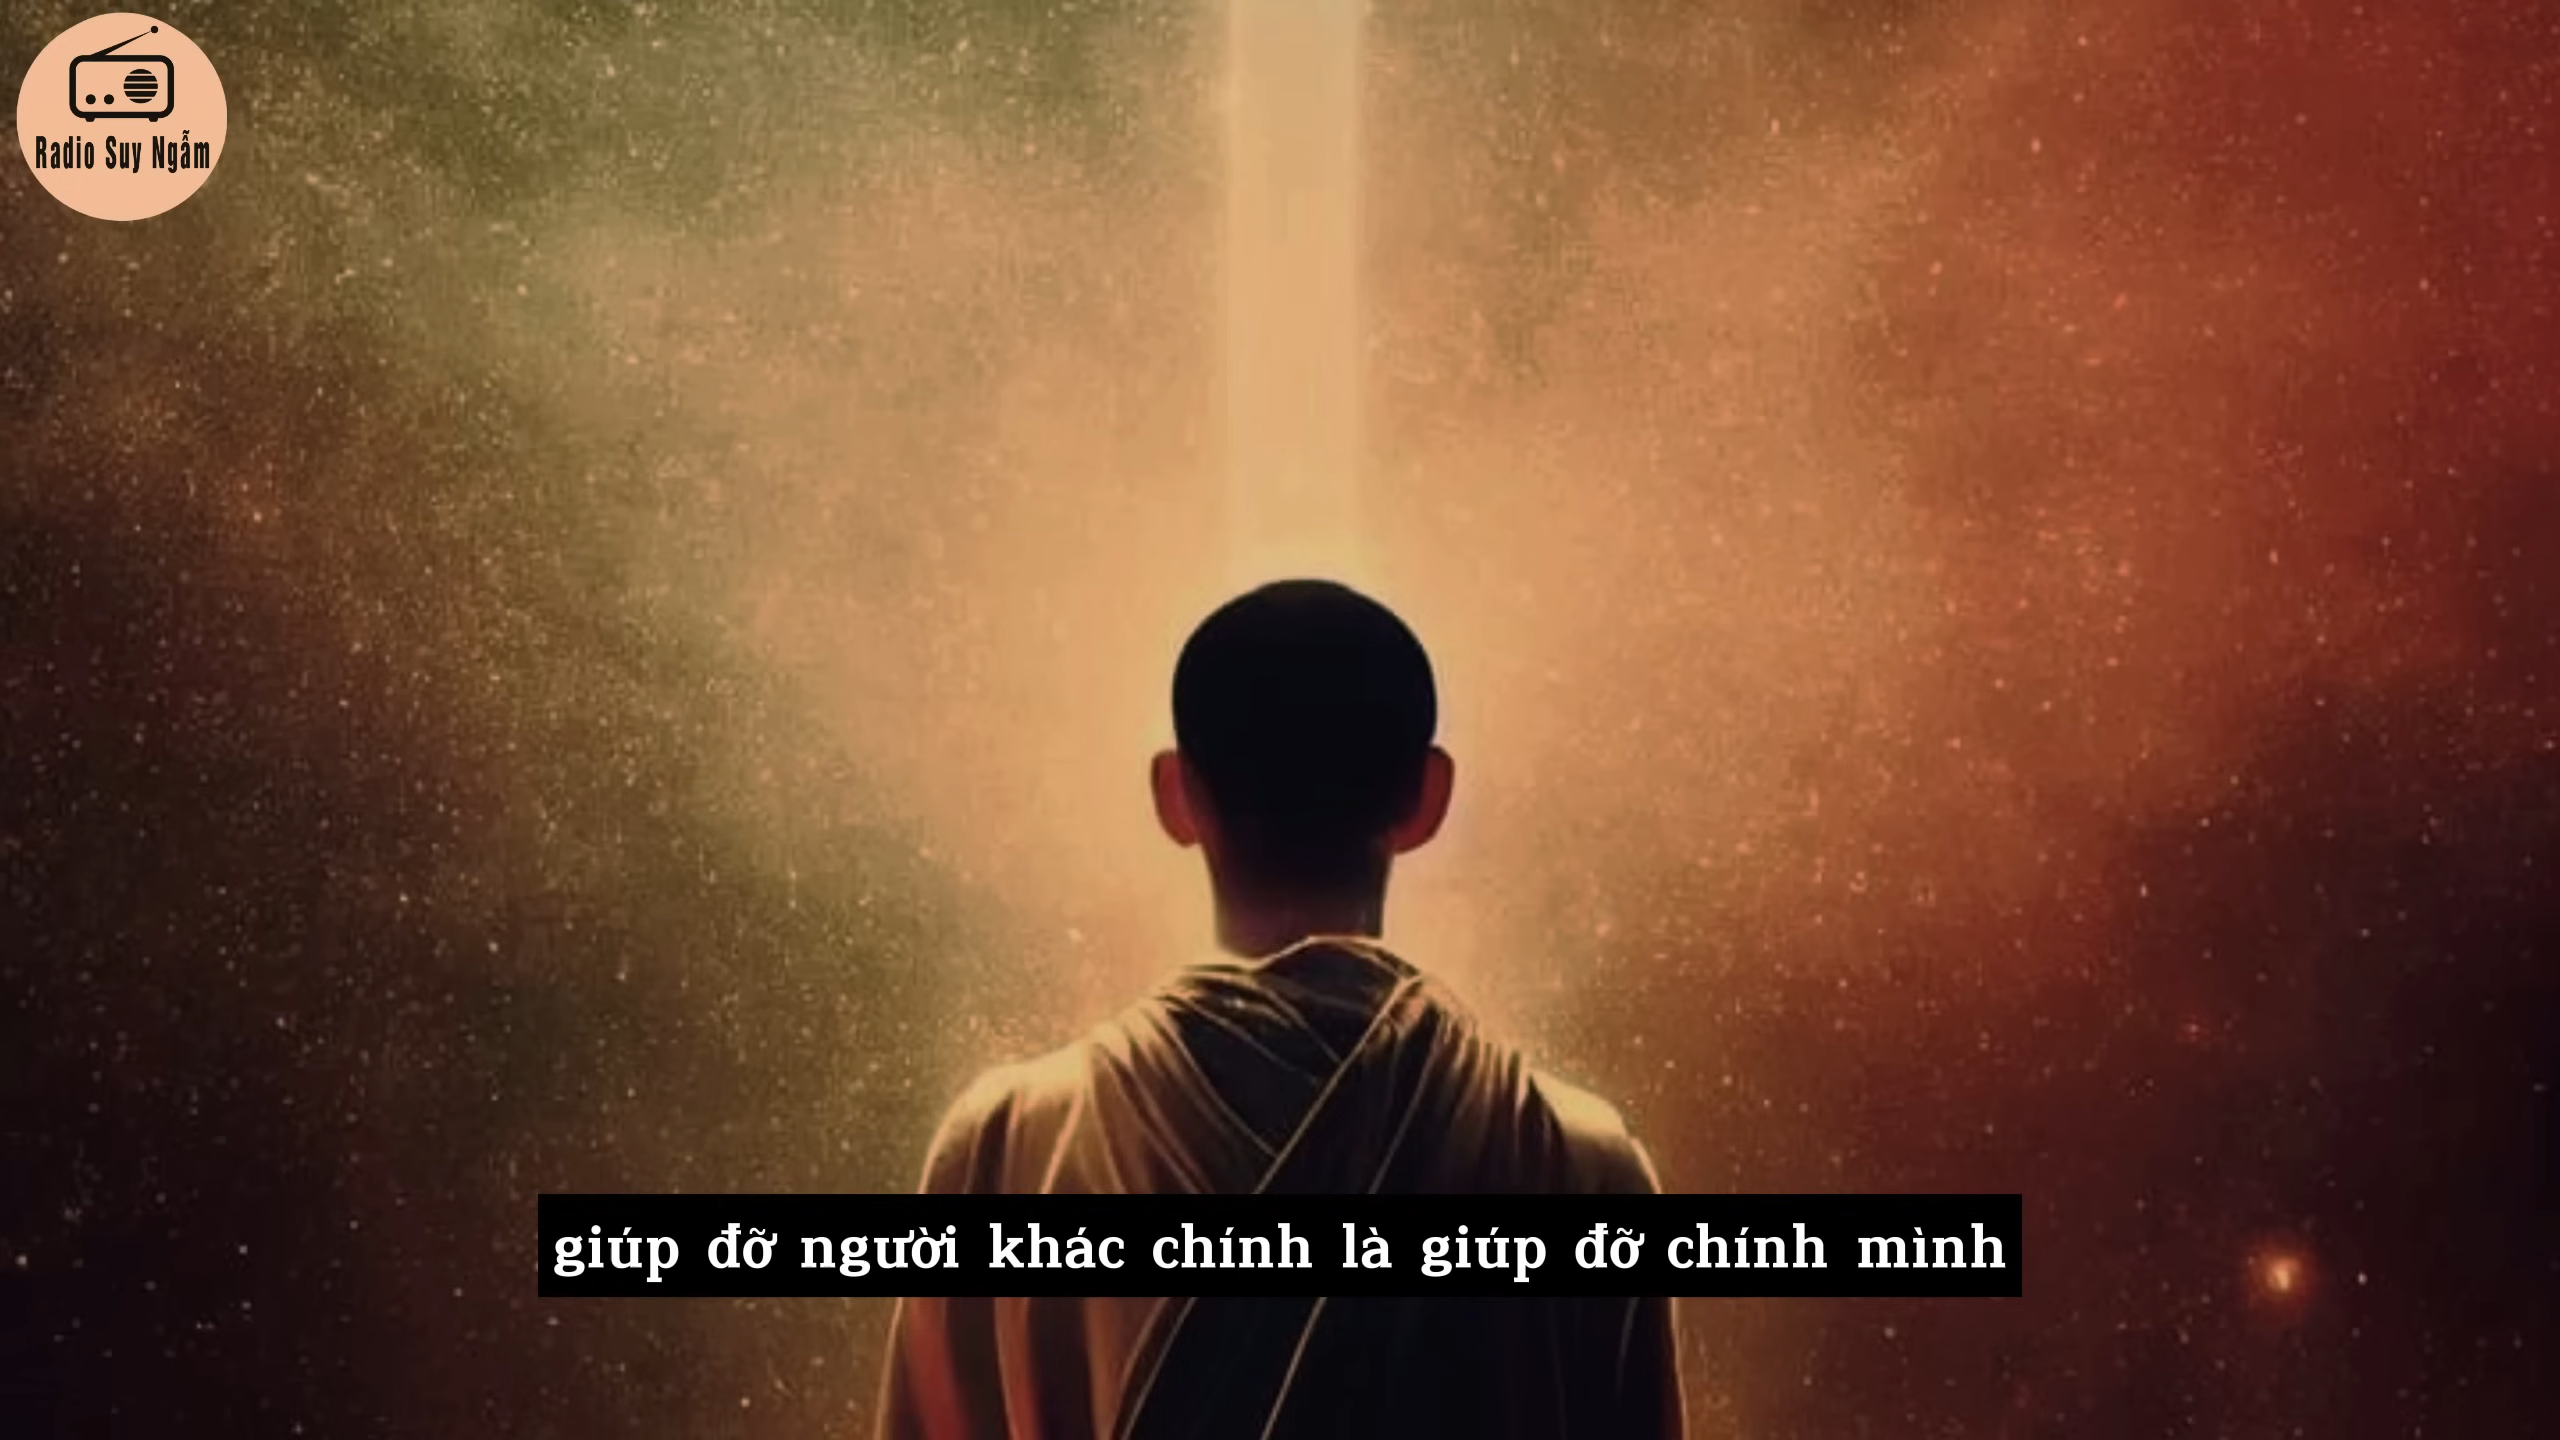 Radio Suy Ngẫm
giúp đỡ người khác chính là giúp đỡ chính mình